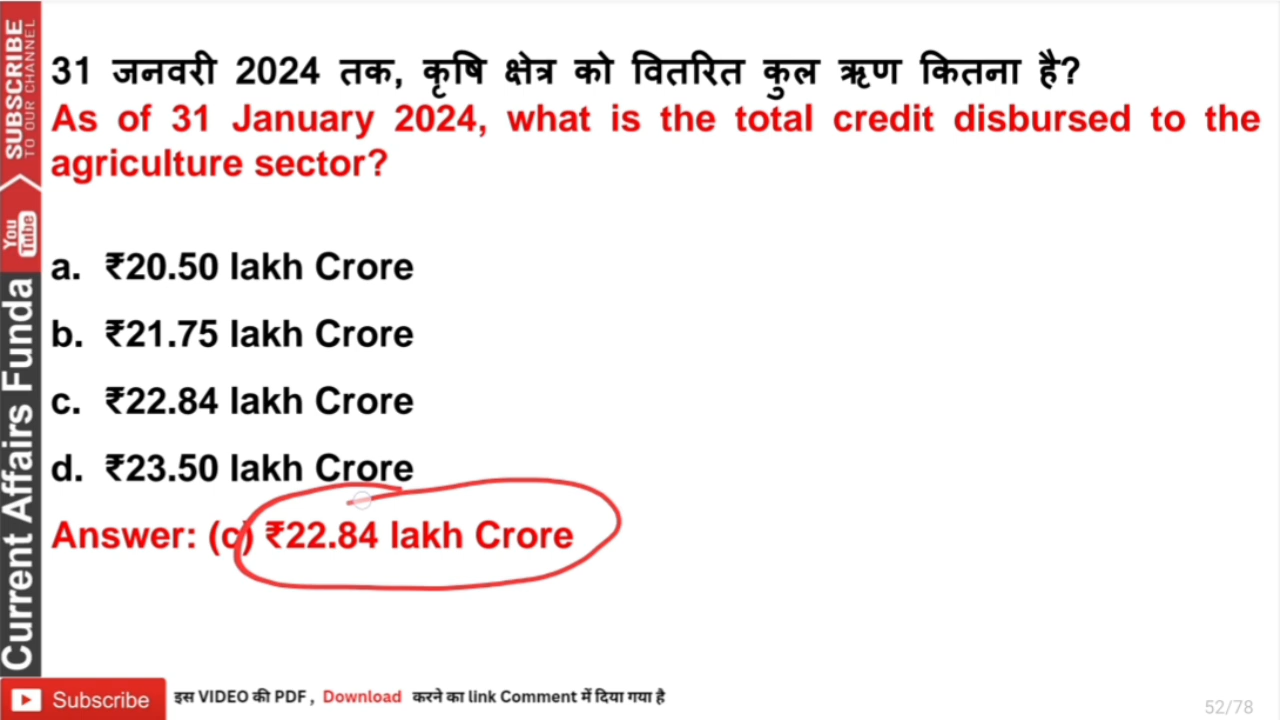 31 जनवरी 2024 तक, कृषि क्षेत्र को वितरित कुल ऋण कितना है?
As of 31 January 2024, what is the total credit disbursed to the
agriculture sector?
a. ₹20.50 lakh Crore
b. ₹21.75 lakh Crore
c. ₹22.84 lakh Crore
d. ₹23.50 lakh Crore
Answer: (c) ₹22.84 lakh Crore
SUBSCRIBE
TO OUR CHANNEL
You
Tube
Current Affairs Funda
Subscribe
इस VIDEO की PDF , Download करने का link Comment में दिया गया है
52/78